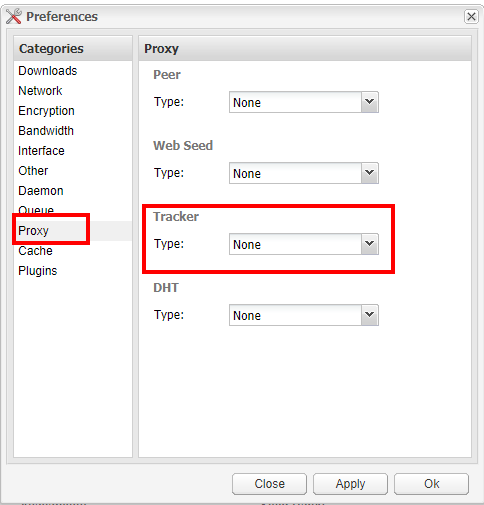 Preferences
Categories
Downloads
Network
Encryption
Bandwidth
Interface
Other
Daemon
Queue
Proxy
Cache
Plugins
Proxy
Peer
Type: None
Web Seed
Type: None
Tracker
Type: None
DHT
Type: None
Close Apply Ok